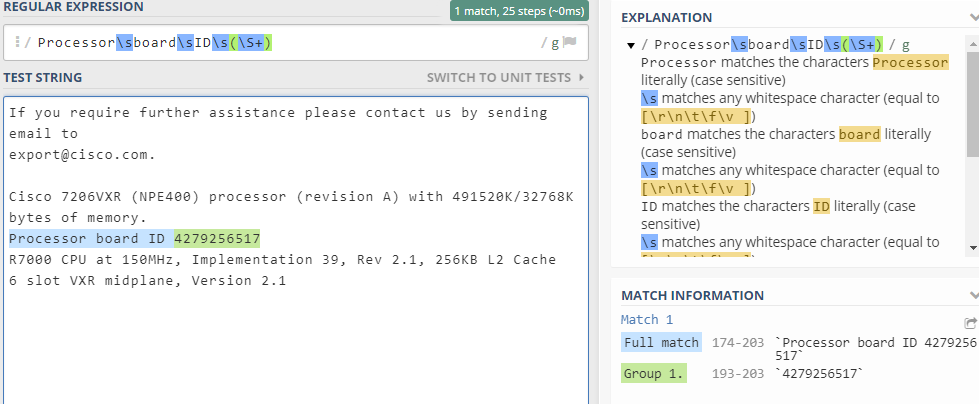 REGULAR EXPRESSION
1 match, 25 steps (~0ms)
/ Processor\sboard\sID\s(\S+)
/ g
TEST STRING
SWITCH TO UNIT TESTS
If you require further assistance please contact us by sending
email to
export@cisco.com.
Cisco 7206VXR (NPE400) processor (revision A) with 491520K/32768K
bytes of memory.
Processor board ID 4279256517
R7000 CPU at 150MHz, Implementation 39, Rev 2.1, 256KB L2 Cache
6 slot VXR midplane, Version 2.1
EXPLANATION
/ Processor\sboard\sID\s(\S+) / g
Processor matches the characters Processor
literally (case sensitive)
\s matches any whitespace character (equal to
[\r\n\t\f\v ])
board matches the characters board literally
(case sensitive)
\s matches any whitespace character (equal to
[\r\n\t\f\v ])
ID matches the characters ID literally (case
sensitive)
\s matches any whitespace character (equal to
MATCH INFORMATION
Match 1
Full match 174-203 `Processor board ID 4279256
517`
Group 1. 193-203 `4279256517`